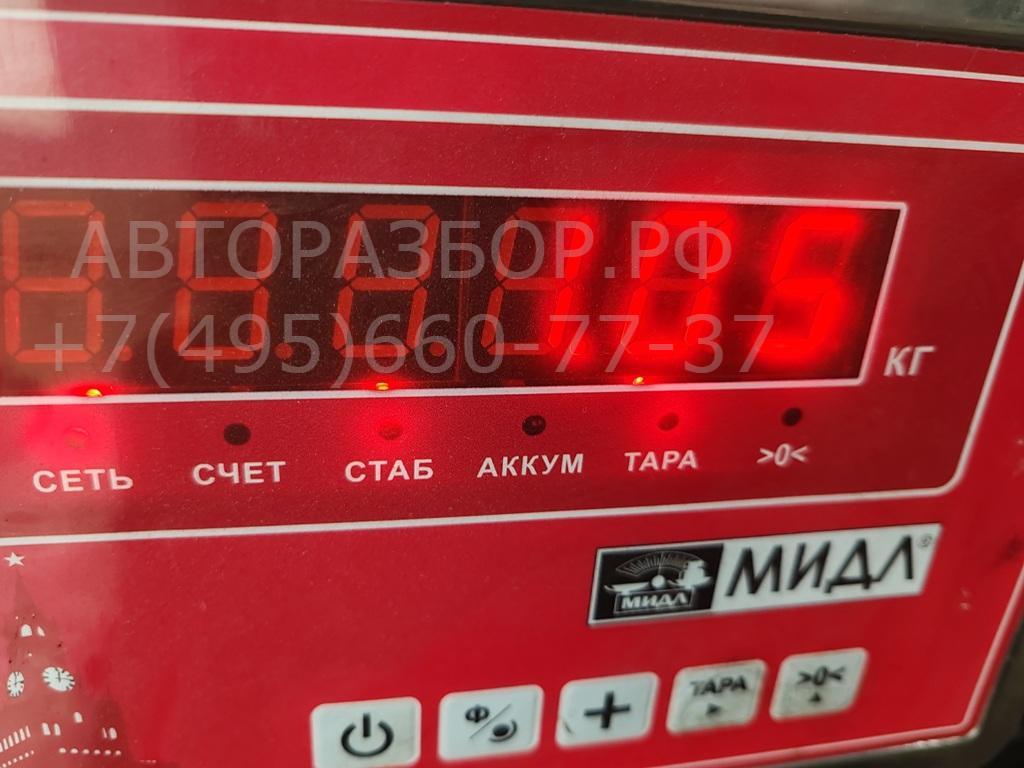 АВТОРАЗБОР.РФ
+7(495)660-77-37
КГ
СЕТЬ СЧЕТ СТАБ АККУМ ТАРА >0<
МИДЛ МИДЛ®
Ф ТАРА >0<